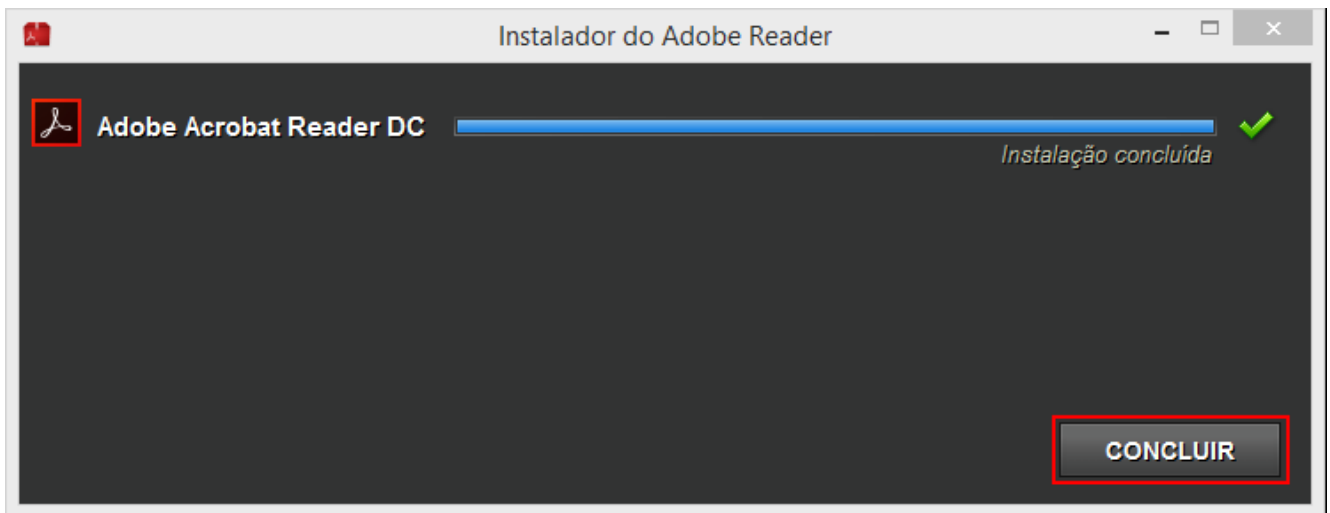 Instalador do Adobe Reader
Adobe Acrobat Reader DC
Instalação concluída
CONCLUIR